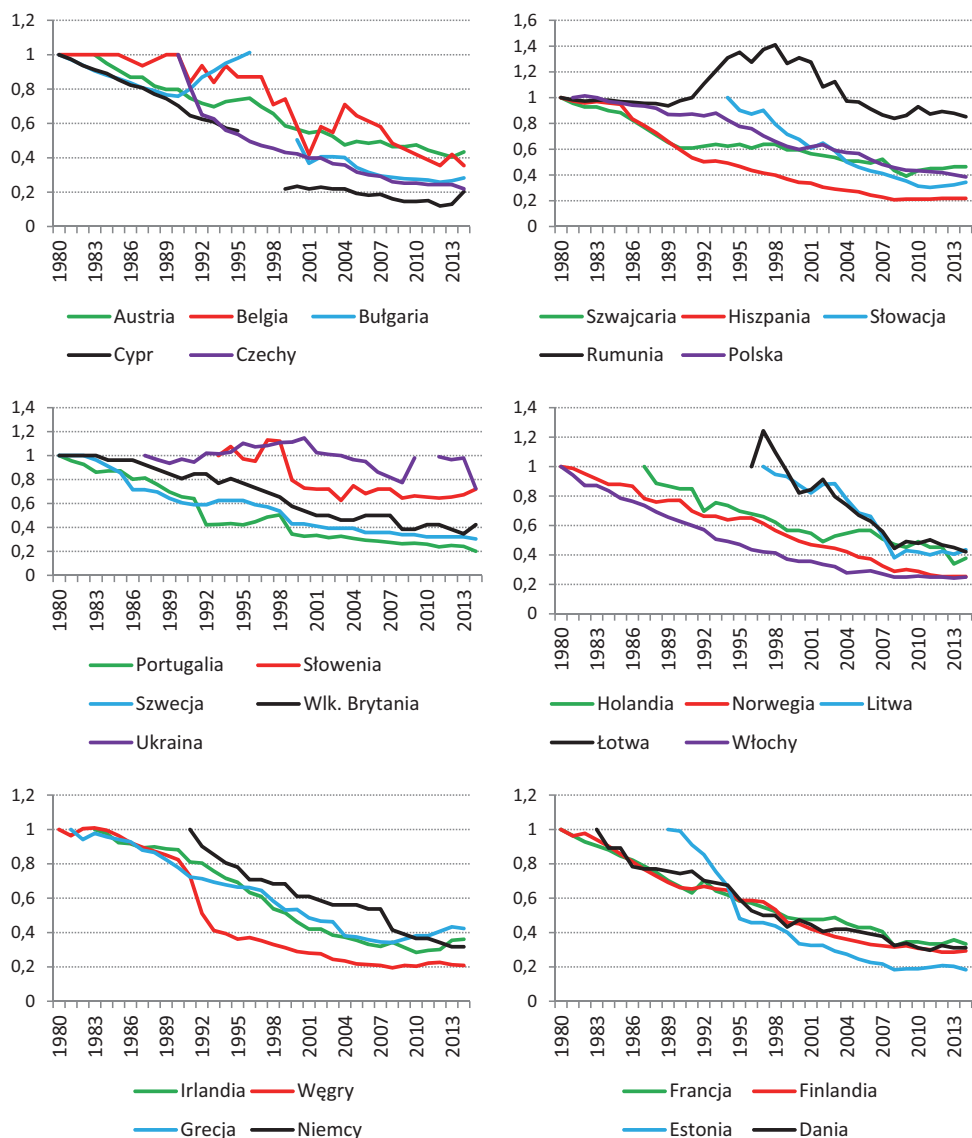 1,2
1
0,8
0,6
0,4
0,2
0
1980 1983 1986 1989 1992 1995 1998 2001 2004 2007 2010 2013
Austria Belgia Bułgaria
Cypr Czechy
1,6
1,4
1,2
1,0
0,8
0,6
0,4
0,2
0
1980 1983 1986 1989 1992 1995 1998 2001 2004 2007 2010 2013
Szwajcaria Hiszpania Słowacja
Rumunia Polska
1,4
1,2
1
0,8
0,6
0,4
0,2
0
1980 1983 1986 1989 1992 1995 1998 2001 2004 2007 2010 2013
Portugalia Słowenia
Szwecja Wlk. Brytania
Ukraina
1,4
1,2
1
0,8
0,6
0,4
0,2
0
1980 1983 1986 1989 1992 1995 1998 2001 2004 2007 2010 2013
Holandia Norwegia Litwa
Łotwa Włochy
1,2
1
0,8
0,6
0,4
0,2
0
1980 1983 1986 1989 1992 1995 1998 2001 2004 2007 2010 2013
Irlandia Węgry
Grecja Niemcy
1,2
1
0,8
0,6
0,4
0,2
0
1980 1983 1986 1989 1992 1995 1998 2001 2004 2007 2010 2013
Francja Finlandia
Estonia Dania